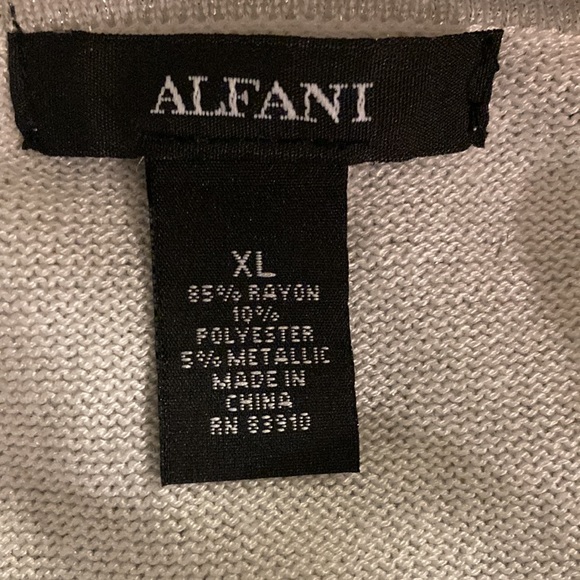 ALFANI
XL
85% RAYON
10%
POLYESTER
5% METALLIC
MADE IN
CHINA
RN 83910